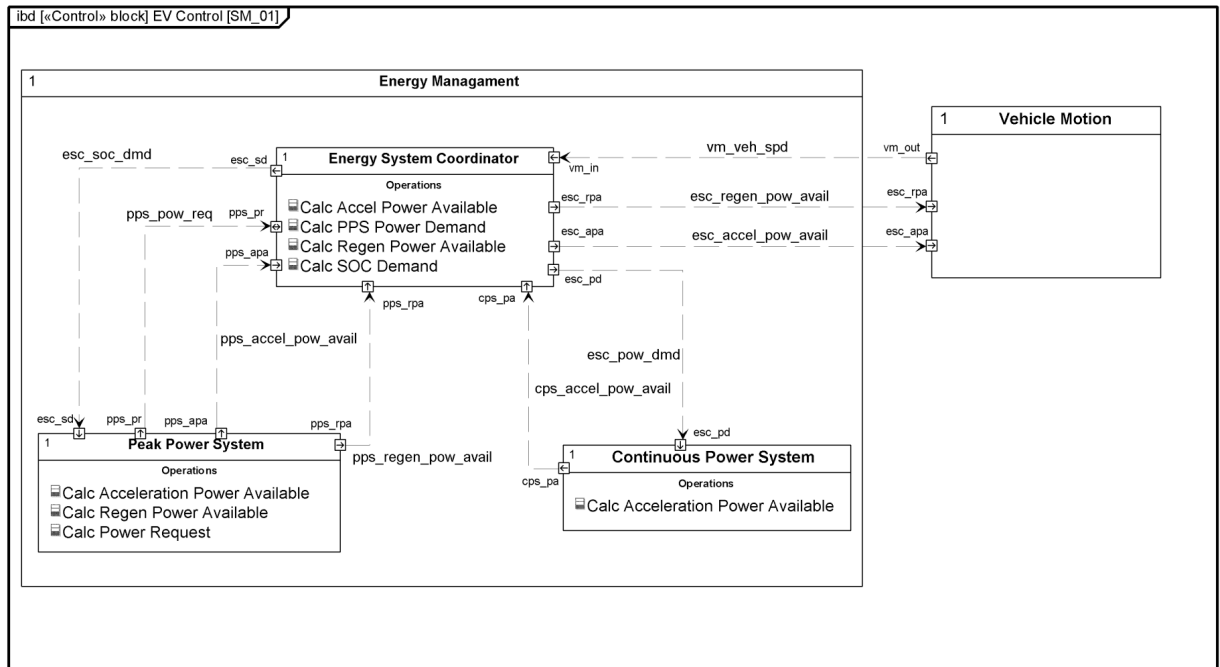 ibd [«Control» block] EV Control [SM_01]
1
Energy Managament
1
Vehicle Motion
vm_out
esc_rpa
esc_apa
vm_veh_spd
esc_regen_pow_avail
esc_accel_pow_avail
esc_soc_dmd
esc_sd
pps_pow_req
pps_pr
pps_apa
1
Energy System Coordinator
Operations
Calc Accel Power Available
Calc PPS Power Demand
Calc Regen Power Available
Calc SOC Demand
vm_in
esc_rpa
esc_apa
esc_pd
pps_rpa
cps_pa
pps_accel_pow_avail
esc_pow_dmd
cps_accel_pow_avail
esc_sd
pps_pr
pps_apa
pps_rpa
pps_regen_pow_avail
1
Peak Power System
Operations
Calc Acceleration Power Available
Calc Regen Power Available
Calc Power Request
esc_pd
cps_pa
1
Continuous Power System
Operations
Calc Acceleration Power Available